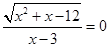 √(x² + x − 12) / (x − 3) = 0